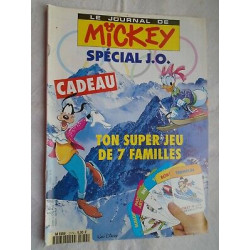 LE JOURNAL DE
MICKEY
SPÉCIAL J.O.
CADEAU
TON SUPER JEU
DE 7 FAMILLES